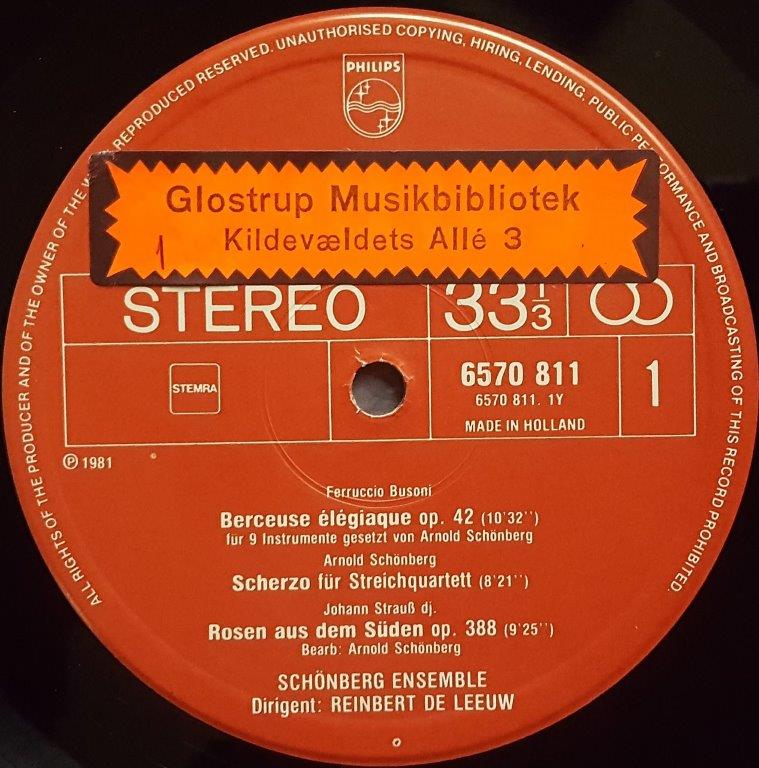 ALL RIGHTS OF THE PRODUCER AND OF THE OWNER OF THE REPRODUCED RESERVED. UNAUTHORISED COPYING, HIRING, LENDING, PUBLIC PERFORMANCE AND BROADCASTING OF THIS RECORD PROHIBITED.
PHILIPS
Glostrup Musikbibliotek
1 Kildevældets Allé 3
STEREO 33 1/3
STEMRA
6570 811
6570 811. 1Y
MADE IN HOLLAND
1
Ⓟ 1981
Ferruccio Busoni
Berceuse élégiaque op. 42 (10'32'')
für 9 Instrumente gesetzt von Arnold Schönberg
Arnold Schönberg
Scherzo für Streichquartett (8'21'')
Johann Strauß dj.
Rosen aus dem Süden op. 388 (9'25'')
Bearb: Arnold Schönberg
SCHÖNBERG ENSEMBLE
Dirigent: REINBERT DE LEEUW